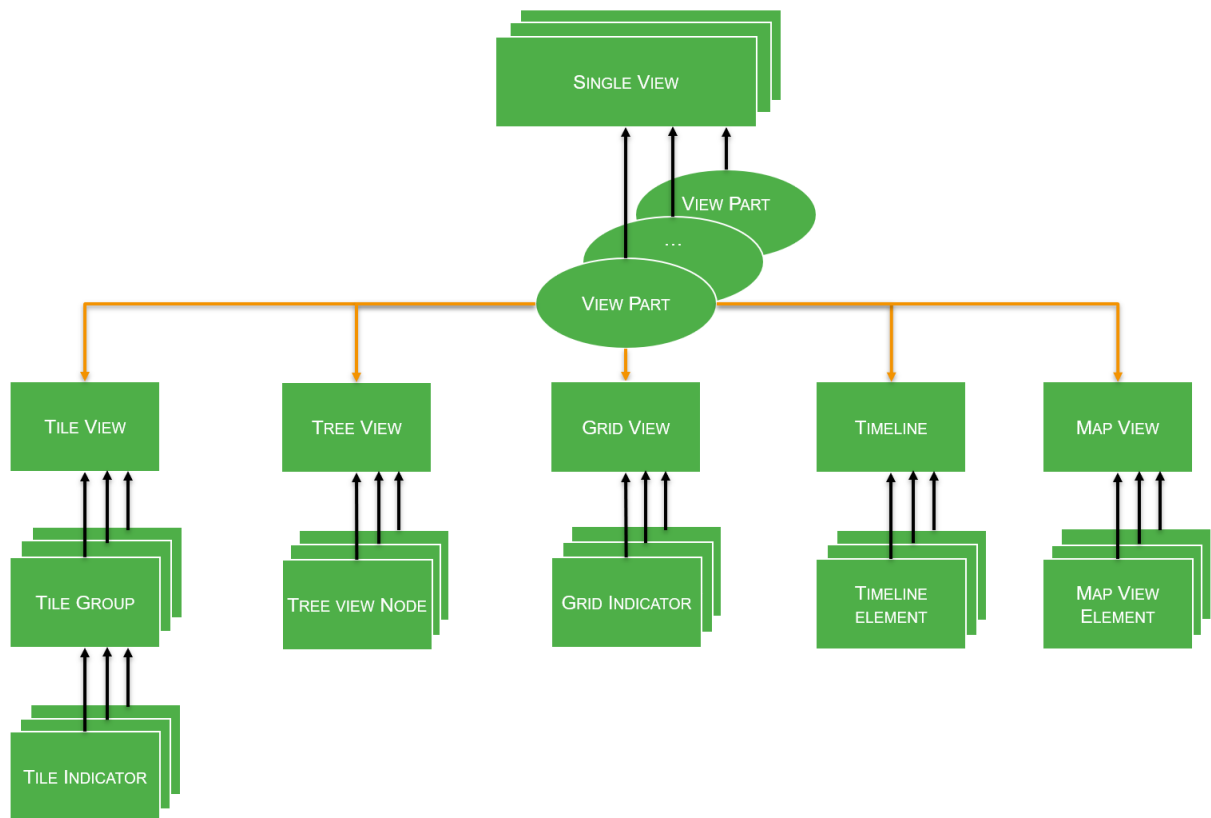 Single View
View Part
...
View Part
Tile View
Tree View
Grid View
Timeline
Map View
Tile Group
Tree view Node
Grid Indicator
Timeline
element
Map View
Element
Tile Indicator